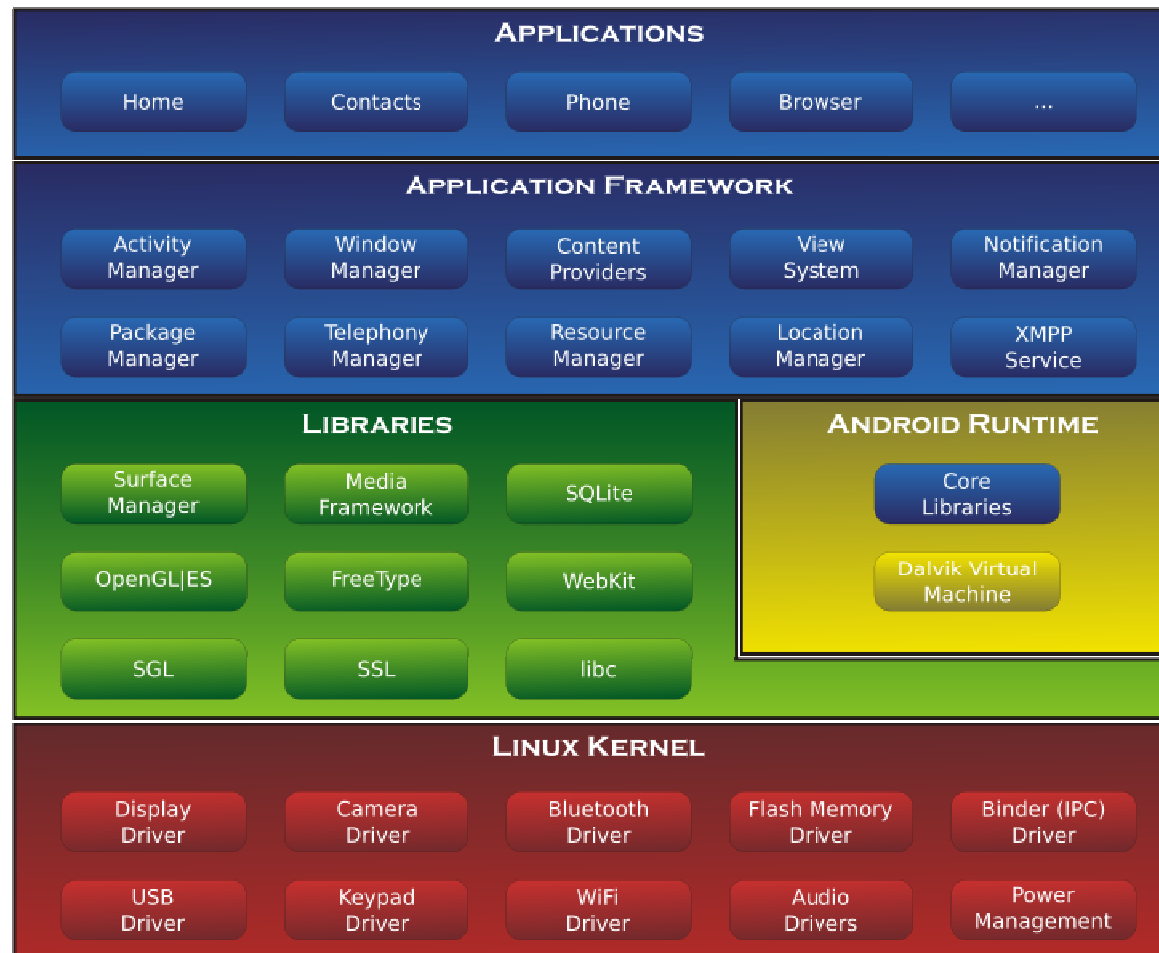 APPLICATIONS
Home
Contacts
Phone
Browser
...
APPLICATION FRAMEWORK
Activity
Manager
Window
Manager
Content
Providers
View
System
Notification
Manager
Package
Manager
Telephony
Manager
Resource
Manager
Location
Manager
XMPP
Service
LIBRARIES
Surface
Manager
Media
Framework
SQLite
OpenGL|ES
FreeType
WebKit
SGL
SSL
libc
ANDROID RUNTIME
Core
Libraries
Dalvik Virtual
Machine
LINUX KERNEL
Display
Driver
Camera
Driver
Bluetooth
Driver
Flash Memory
Driver
Binder (IPC)
Driver
USB
Driver
Keypad
Driver
WiFi
Driver
Audio
Drivers
Power
Management